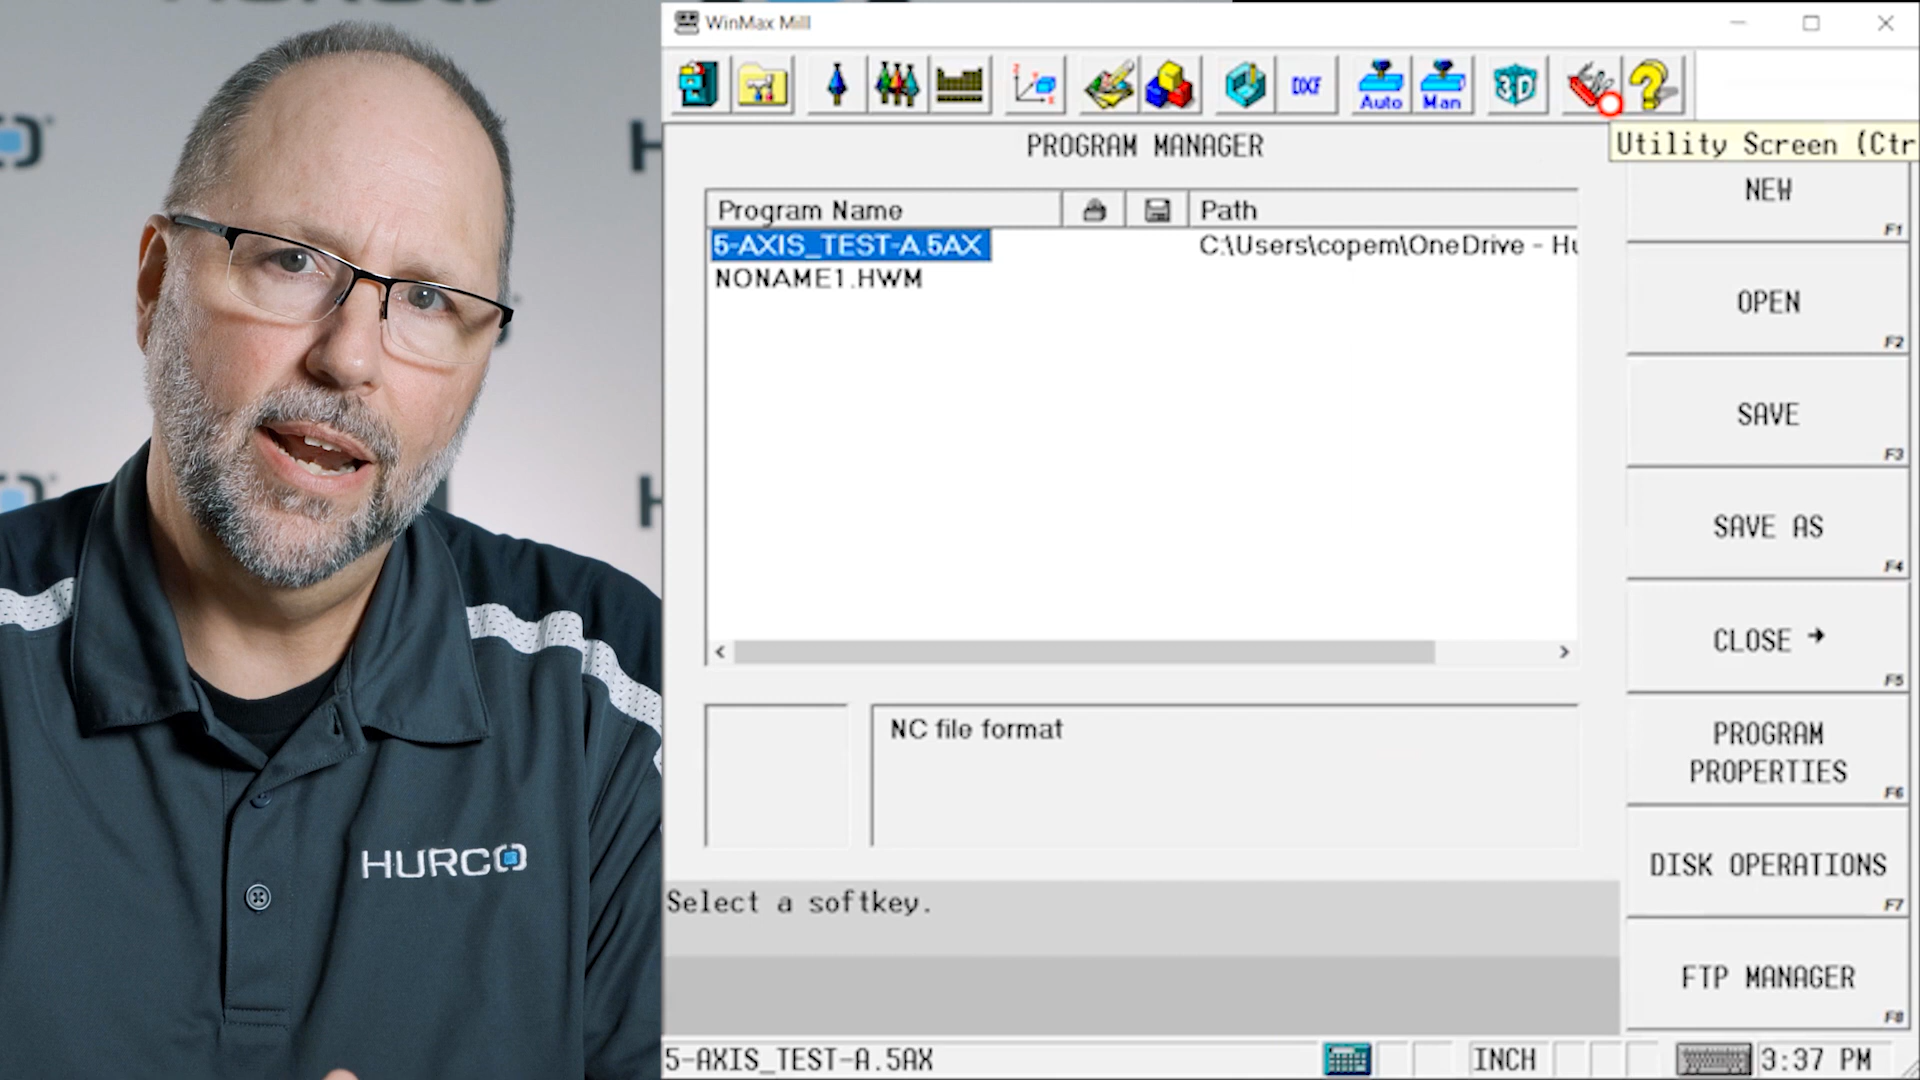 WinMax Mill
DXF
Auto
Man
3D
PROGRAM MANAGER
Utility Screen (Ctr
Program Name
Path
5-AXIS_TEST-A.5AX
C:\Users\copem\OneDrive - Hu
NONAME1.HWM
NEW
F1
OPEN
F2
SAVE
F3
SAVE AS
F4
CLOSE →
F5
PROGRAM
PROPERTIES
F6
DISK OPERATIONS
F7
FTP MANAGER
F8
NC file format
Select a softkey.
5-AXIS_TEST-A.5AX
INCH
3:37 PM
HURCO